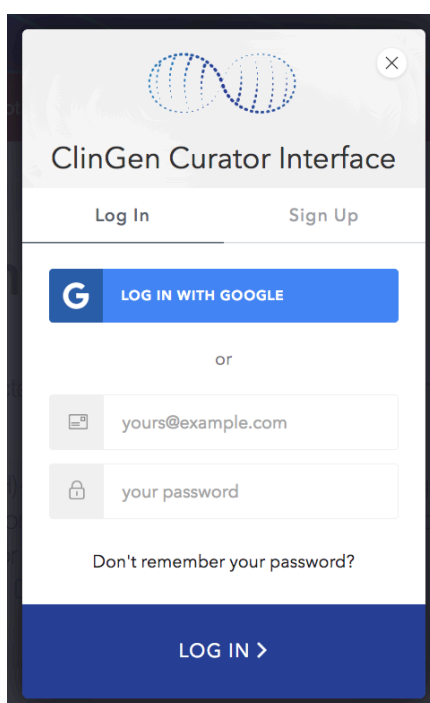 ClinGen Curator Interface
Log In
Sign Up
G
LOG IN WITH GOOGLE
or
yours@example.com
your password
Don't remember your password?
LOG IN >